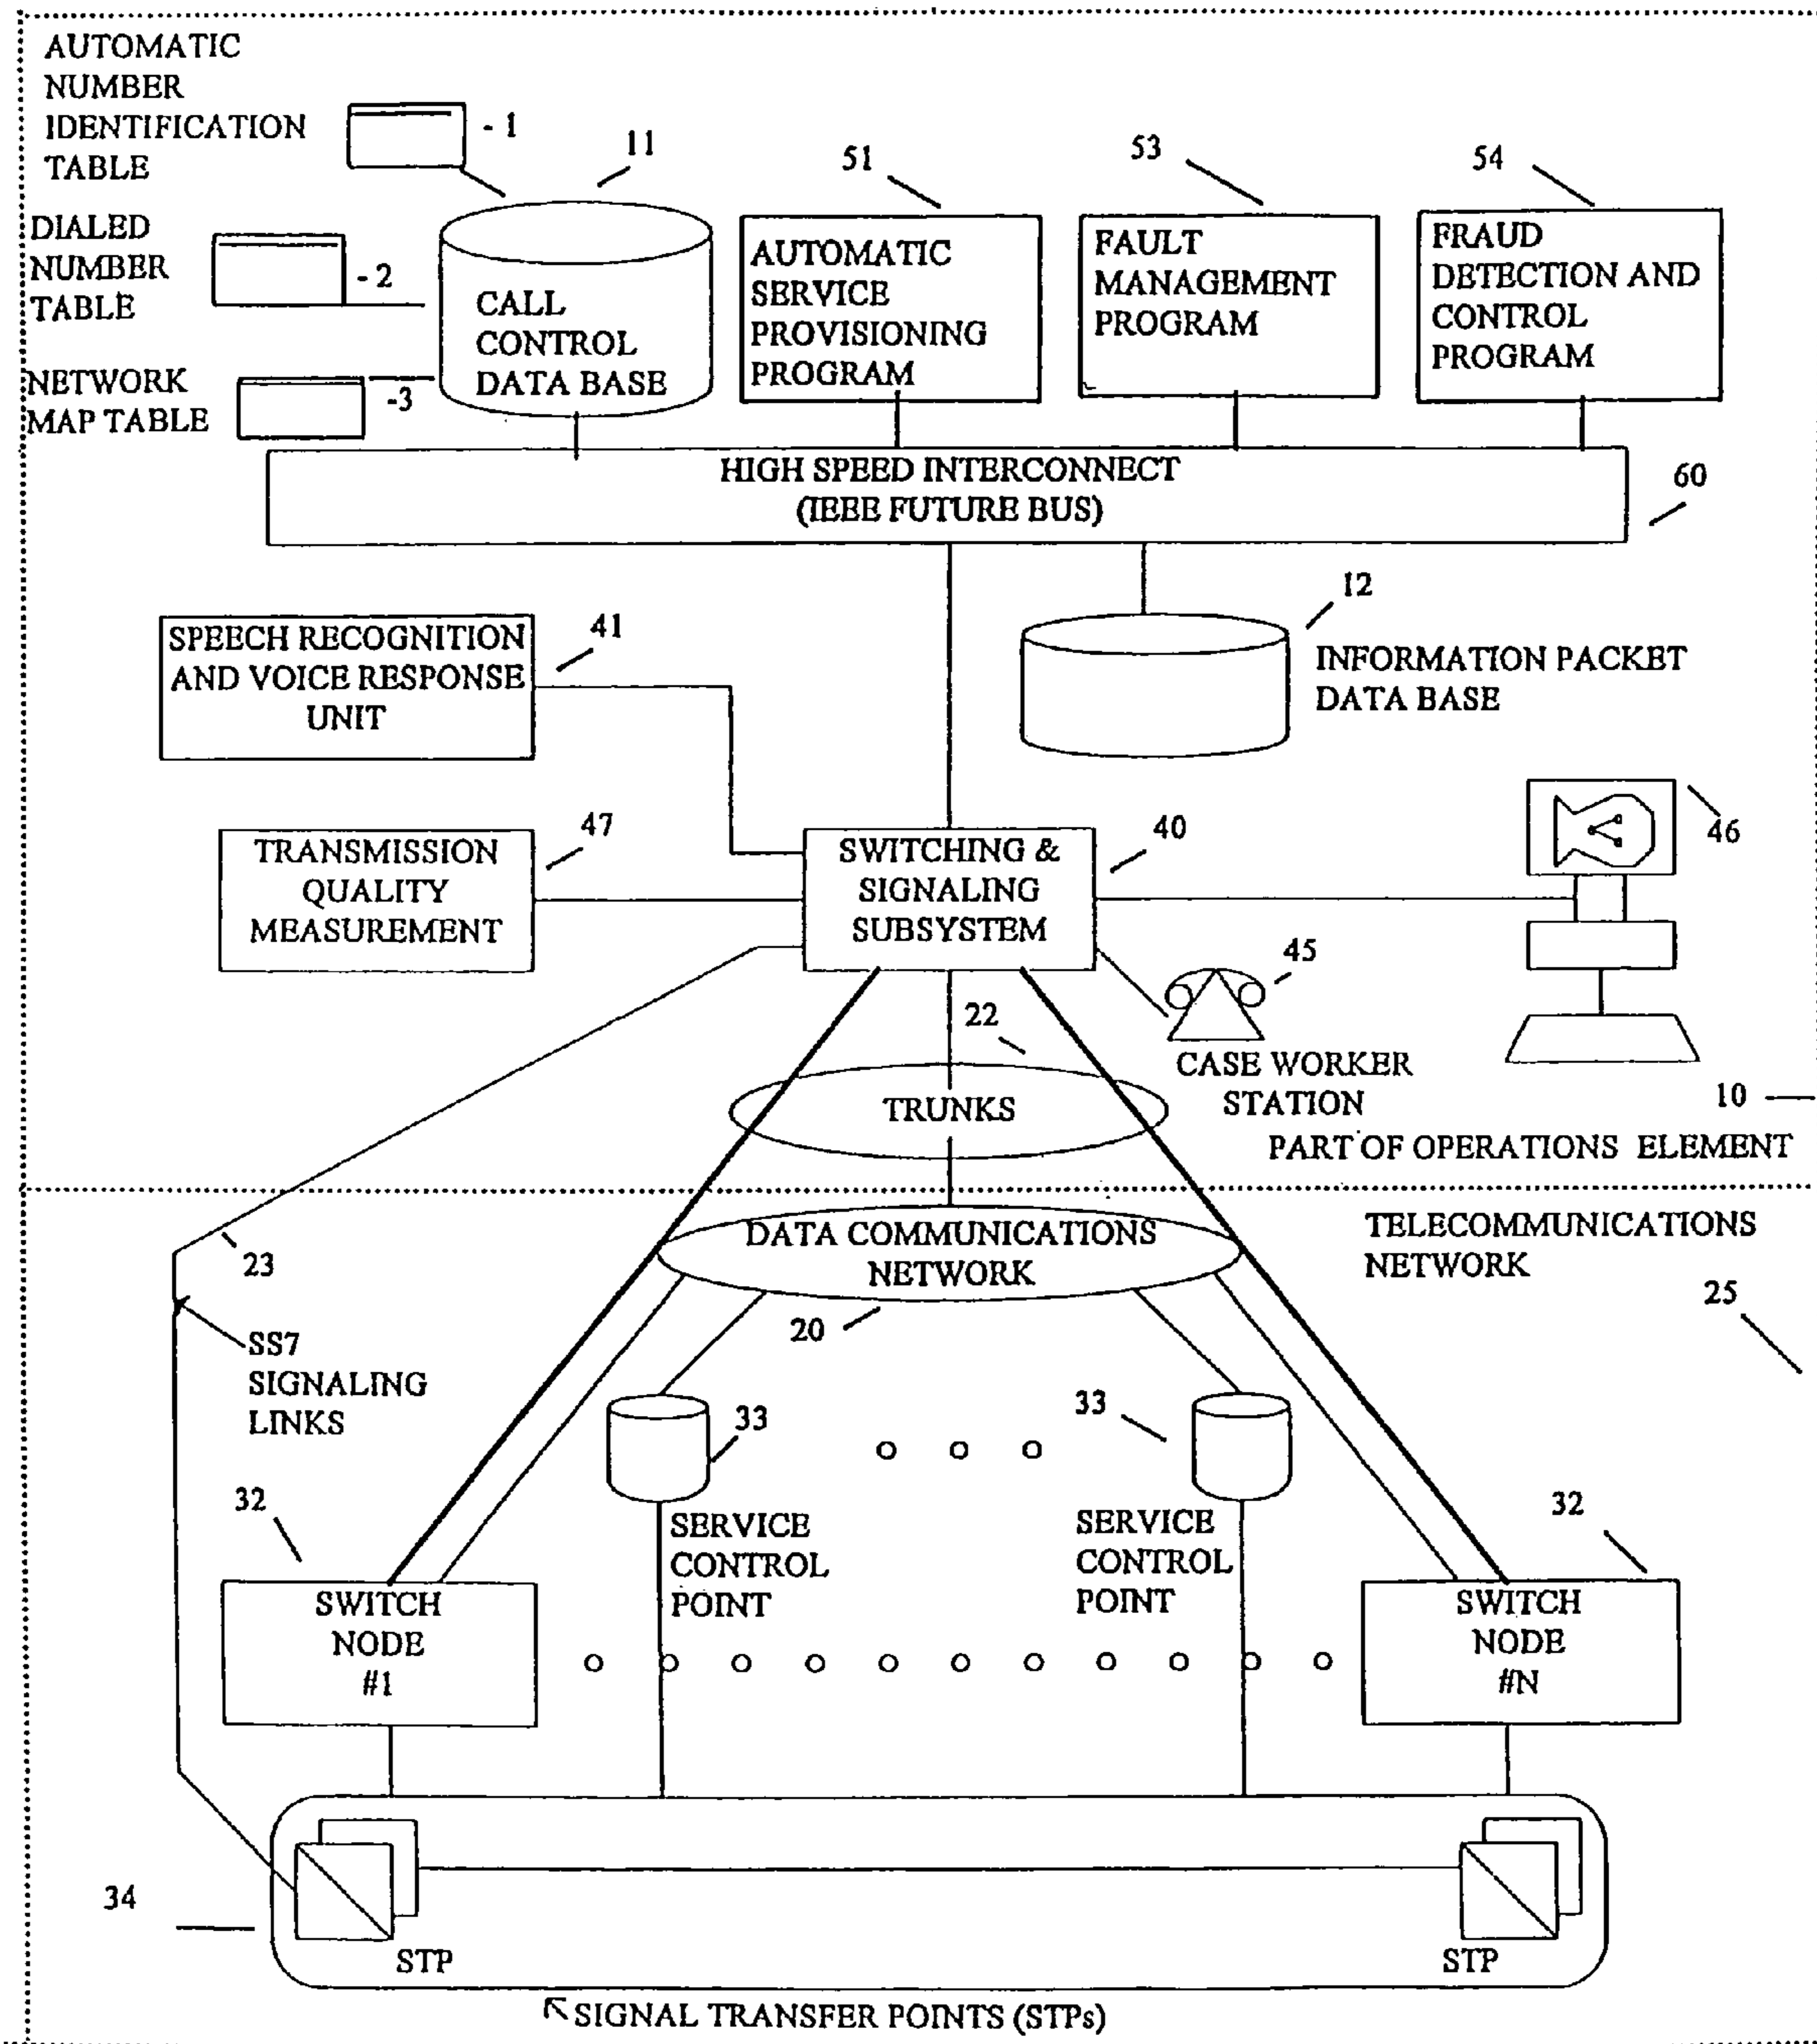 AUTOMATIC
NUMBER
IDENTIFICATION
TABLE
- 1
11
51
53
54
DIALED
NUMBER
TABLE
- 2
CALL
CONTROL
DATA BASE
AUTOMATIC
SERVICE
PROVISIONING
PROGRAM
FAULT
MANAGEMENT
PROGRAM
FRAUD
DETECTION AND
CONTROL
PROGRAM
NETWORK
MAP TABLE
-3
HIGH SPEED INTERCONNECT
(IEEE FUTURE BUS)
60
12
INFORMATION PACKET
DATA BASE
SPEECH RECOGNITION
AND VOICE RESPONSE
UNIT
41
TRANSMISSION
QUALITY
MEASUREMENT
47
SWITCHING &
SIGNALING
SUBSYSTEM
40
46
45
CASE WORKER
STATION
22
TRUNKS
10
PART OF OPERATIONS ELEMENT
DATA COMMUNICATIONS
NETWORK
20
TELECOMMUNICATIONS
NETWORK
25
23
SS7
SIGNALING
LINKS
33
33
SERVICE
CONTROL
POINT
SERVICE
CONTROL
POINT
32
32
SWITCH
NODE
#1
SWITCH
NODE
#N
34
STP
STP
SIGNAL TRANSFER POINTS (STPs)